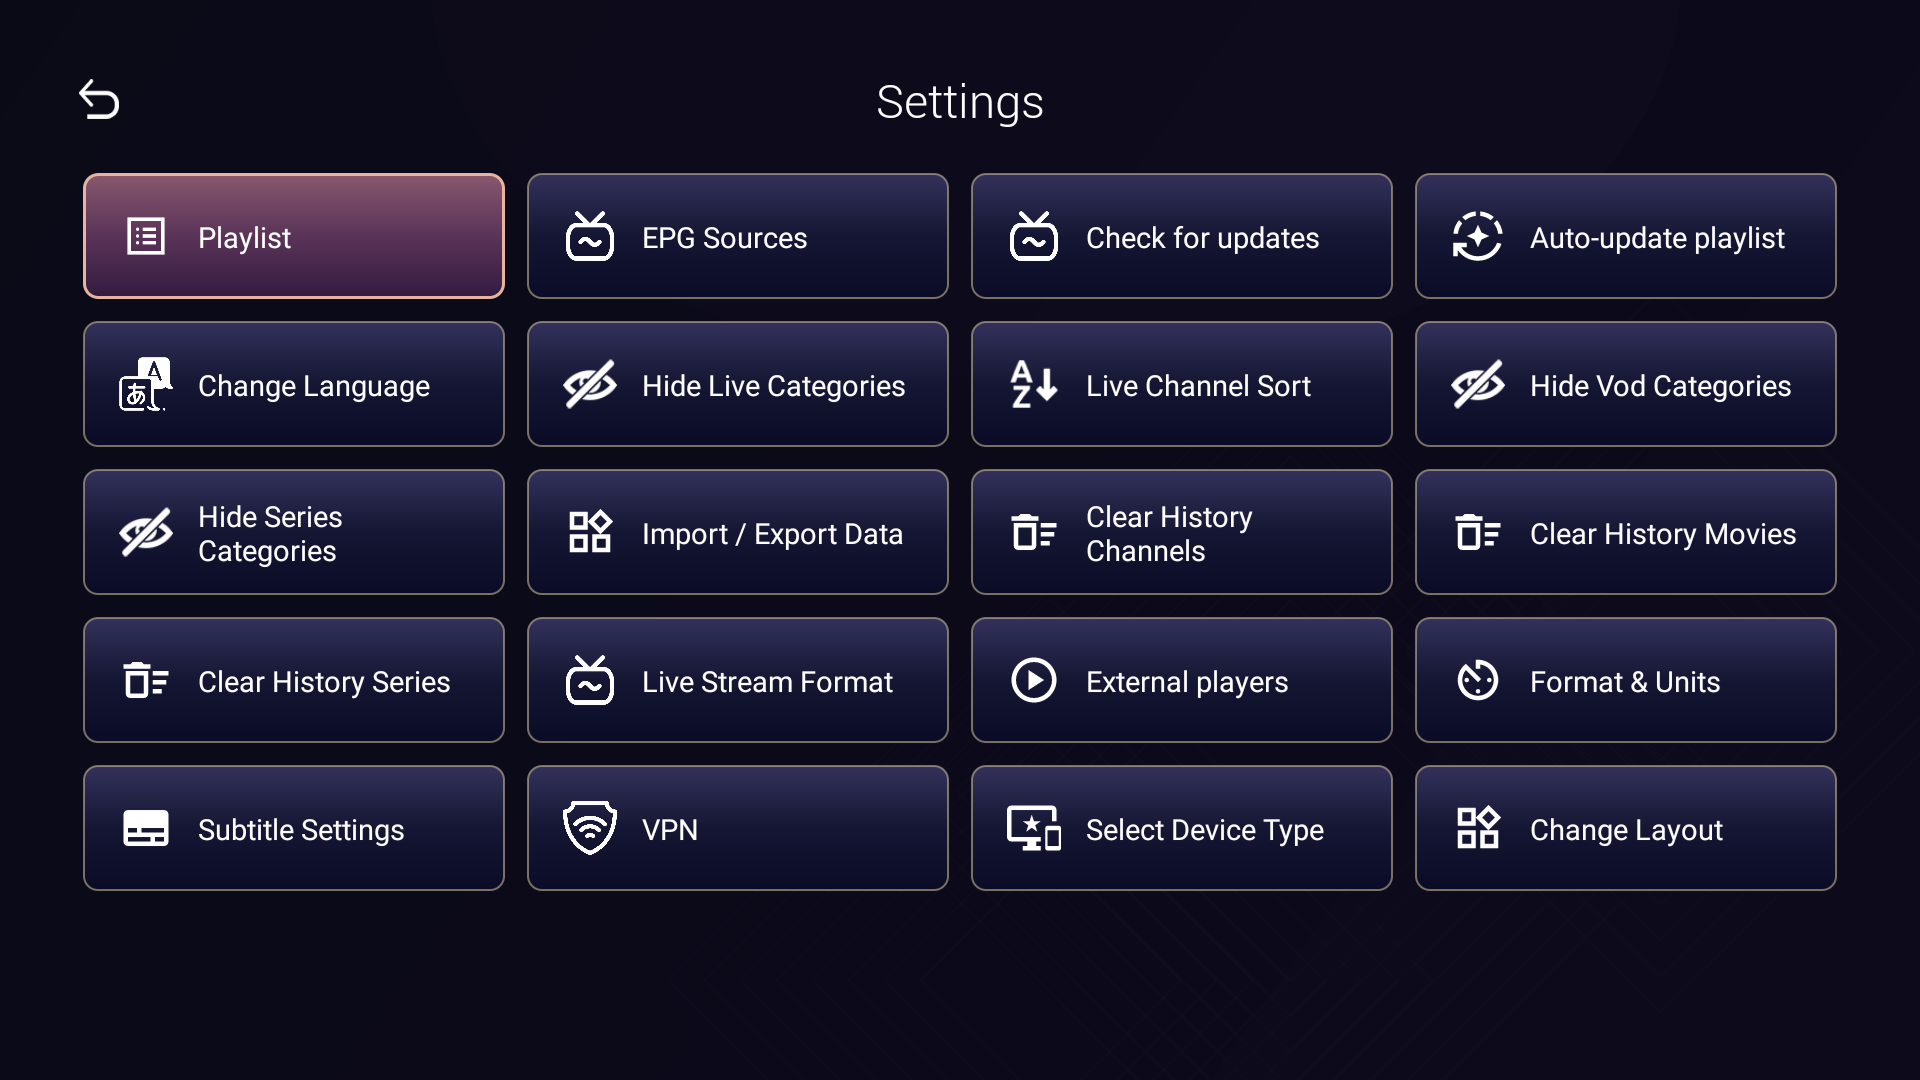 Settings
Playlist
EPG Sources
Check for updates
Auto-update playlist
Change Language
Hide Live Categories
Live Channel Sort
Hide Vod Categories
Hide Series
Categories
Import / Export Data
Clear History
Channels
Clear History Movies
Clear History Series
Live Stream Format
External players
Format & Units
Subtitle Settings
VPN
Select Device Type
Change Layout